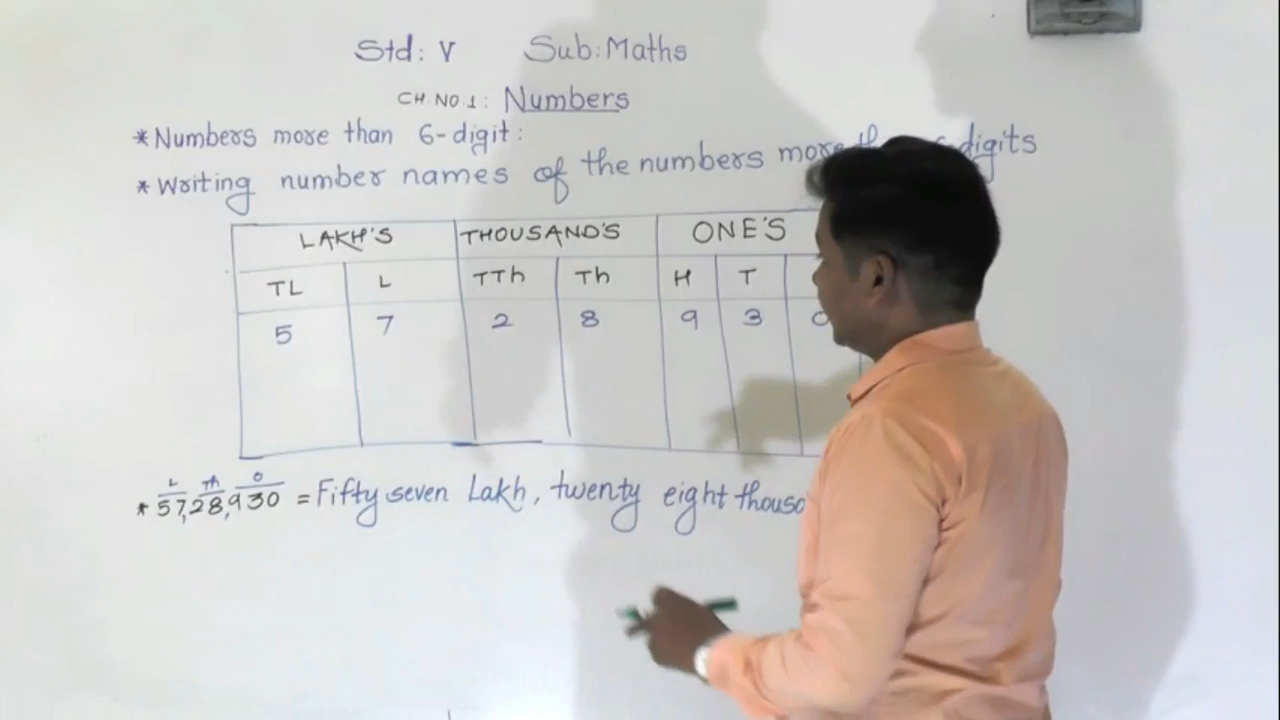 Std: V Sub: Maths
CH. NO 1: Numbers
*Numbers more than 6-digit:
*Writing number names of the numbers more digits
LAKH'S THOUSAND'S ONE'S
TL L TTh Th H T
5 7 2 8 9 3 0
L Th O
*57,28,930 = Fifty seven Lakh, twenty eight